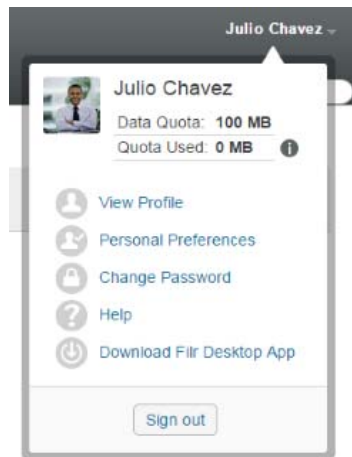 Julio Chavez
Julio Chavez
Data Quota: 100 MB
Quota Used: 0 MB
View Profile
Personal Preferences
Change Password
Help
Download Filr Desktop App
Sign out